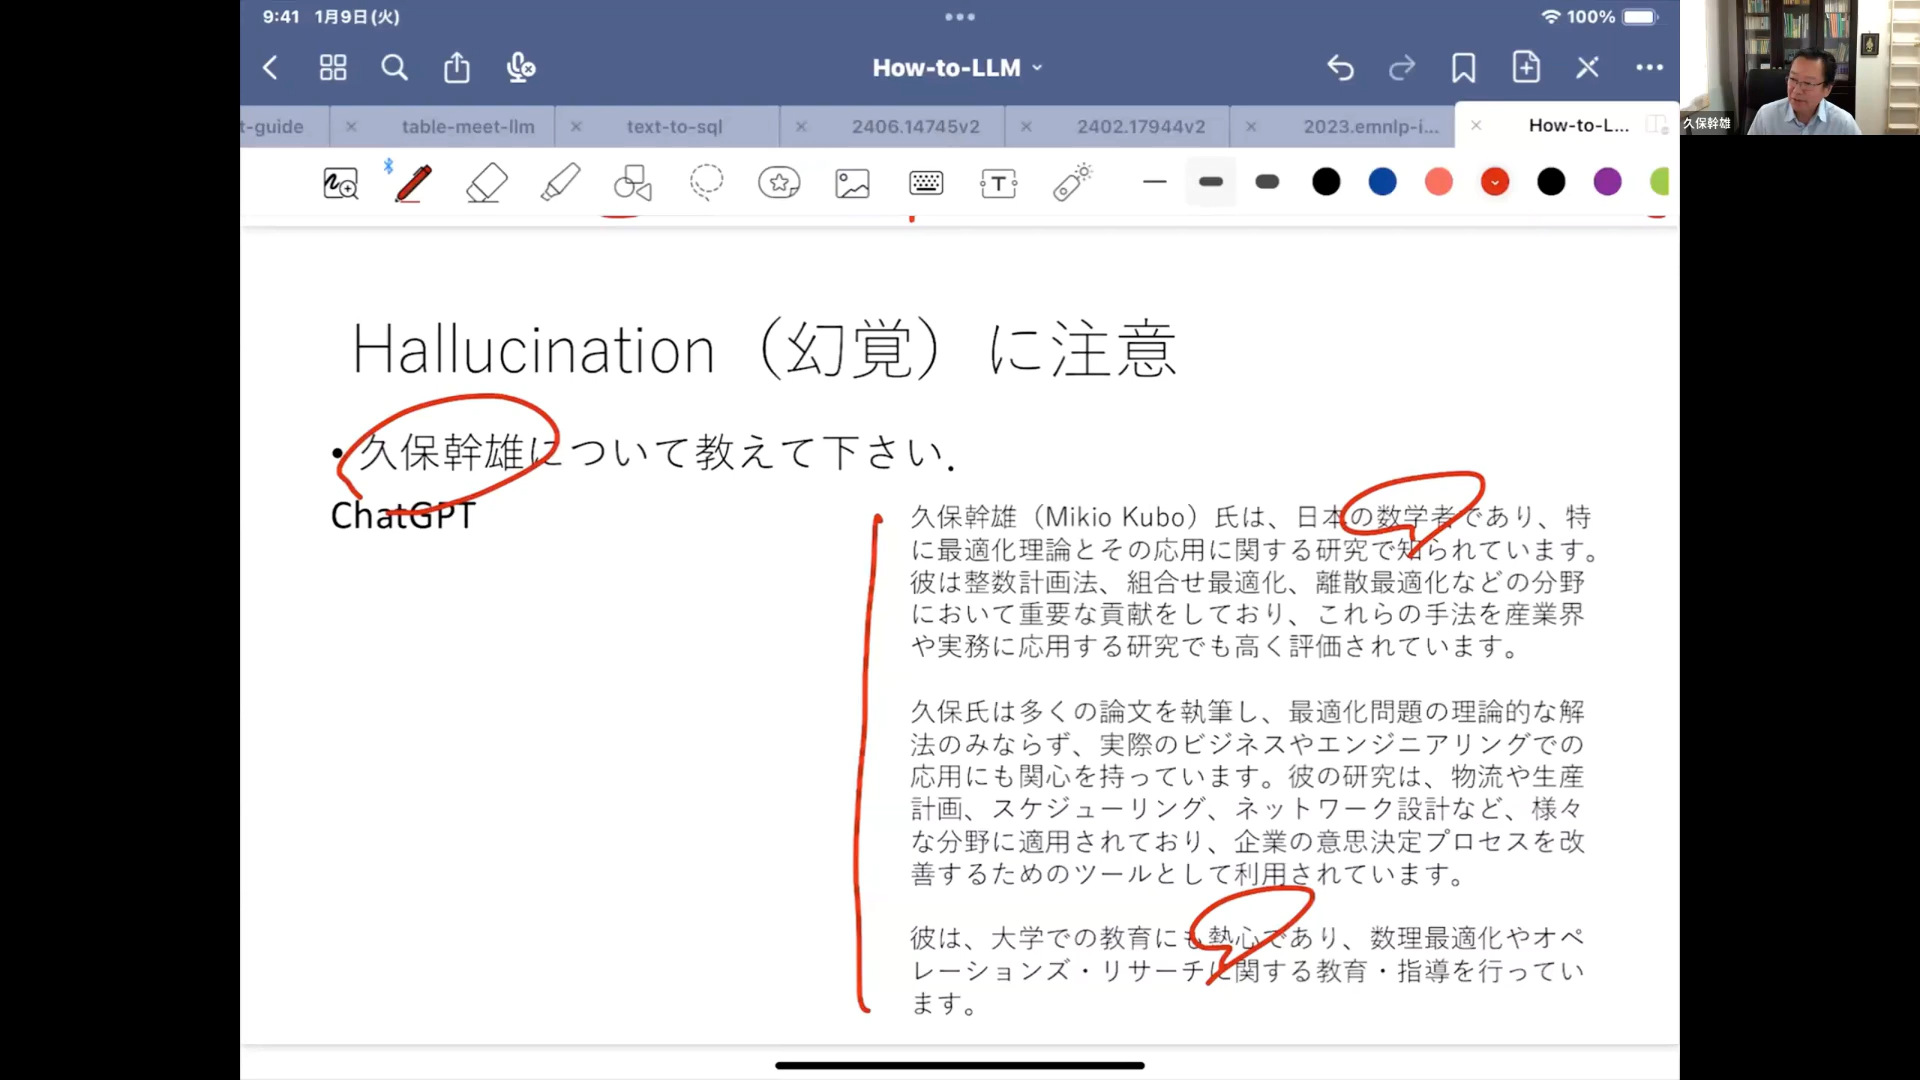 9:41 1月9日(火)
100%
How-to-LLM
t-guide
table-meet-llm
text-to-sql
2406.14745v2
2402.17944v2
2023.emnlp-i...
How-to-L...
久保幹雄
T
Hallucination（幻覚）に注意
• 久保幹雄について教えて下さい．
ChatGPT
久保幹雄（Mikio Kubo）氏は、日本の数学者であり、特
に最適化理論とその応用に関する研究で知られています。
彼は整数計画法、組合せ最適化、離散最適化などの分野
において重要な貢献をしており、これらの手法を産業界
や実務に応用する研究でも高く評価されています。
久保氏は多くの論文を執筆し、最適化問題の理論的な解
法のみならず、実際のビジネスやエンジニアリングでの
応用にも関心を持っています。彼の研究は、物流や生産
計画、スケジューリング、ネットワーク設計など、様々
な分野に適用されており、企業の意思決定プロセスを改
善するためのツールとして利用されています。
彼は、大学での教育にも熱心であり、数理最適化やオペ
レーションズ・リサーチに関する教育・指導を行ってい
ます。